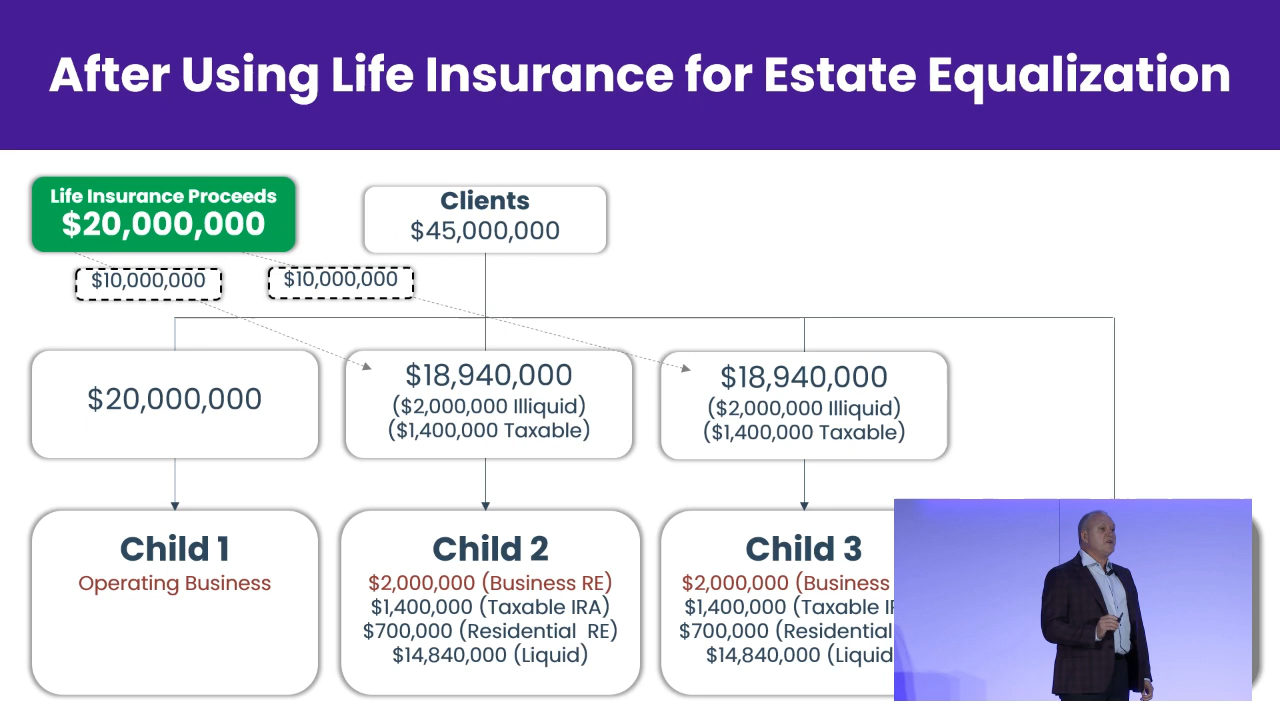 After Using Life Insurance for Estate Equalization
Life Insurance Proceeds
$20,000,000
Clients
$45,000,000
$10,000,000
$10,000,000
$20,000,000
$18,940,000
($2,000,000 Illiquid)
($1,400,000 Taxable)
$18,940,000
($2,000,000 Illiquid)
($1,400,000 Taxable)
Child 1
Operating Business
Child 2
$2,000,000 (Business RE)
$1,400,000 (Taxable IRA)
$700,000 (Residential RE)
$14,840,000 (Liquid)
Child 3
$2,000,000 (Business
$1,400,000 (Taxable
$700,000 (Residential
$14,840,000 (Liquid